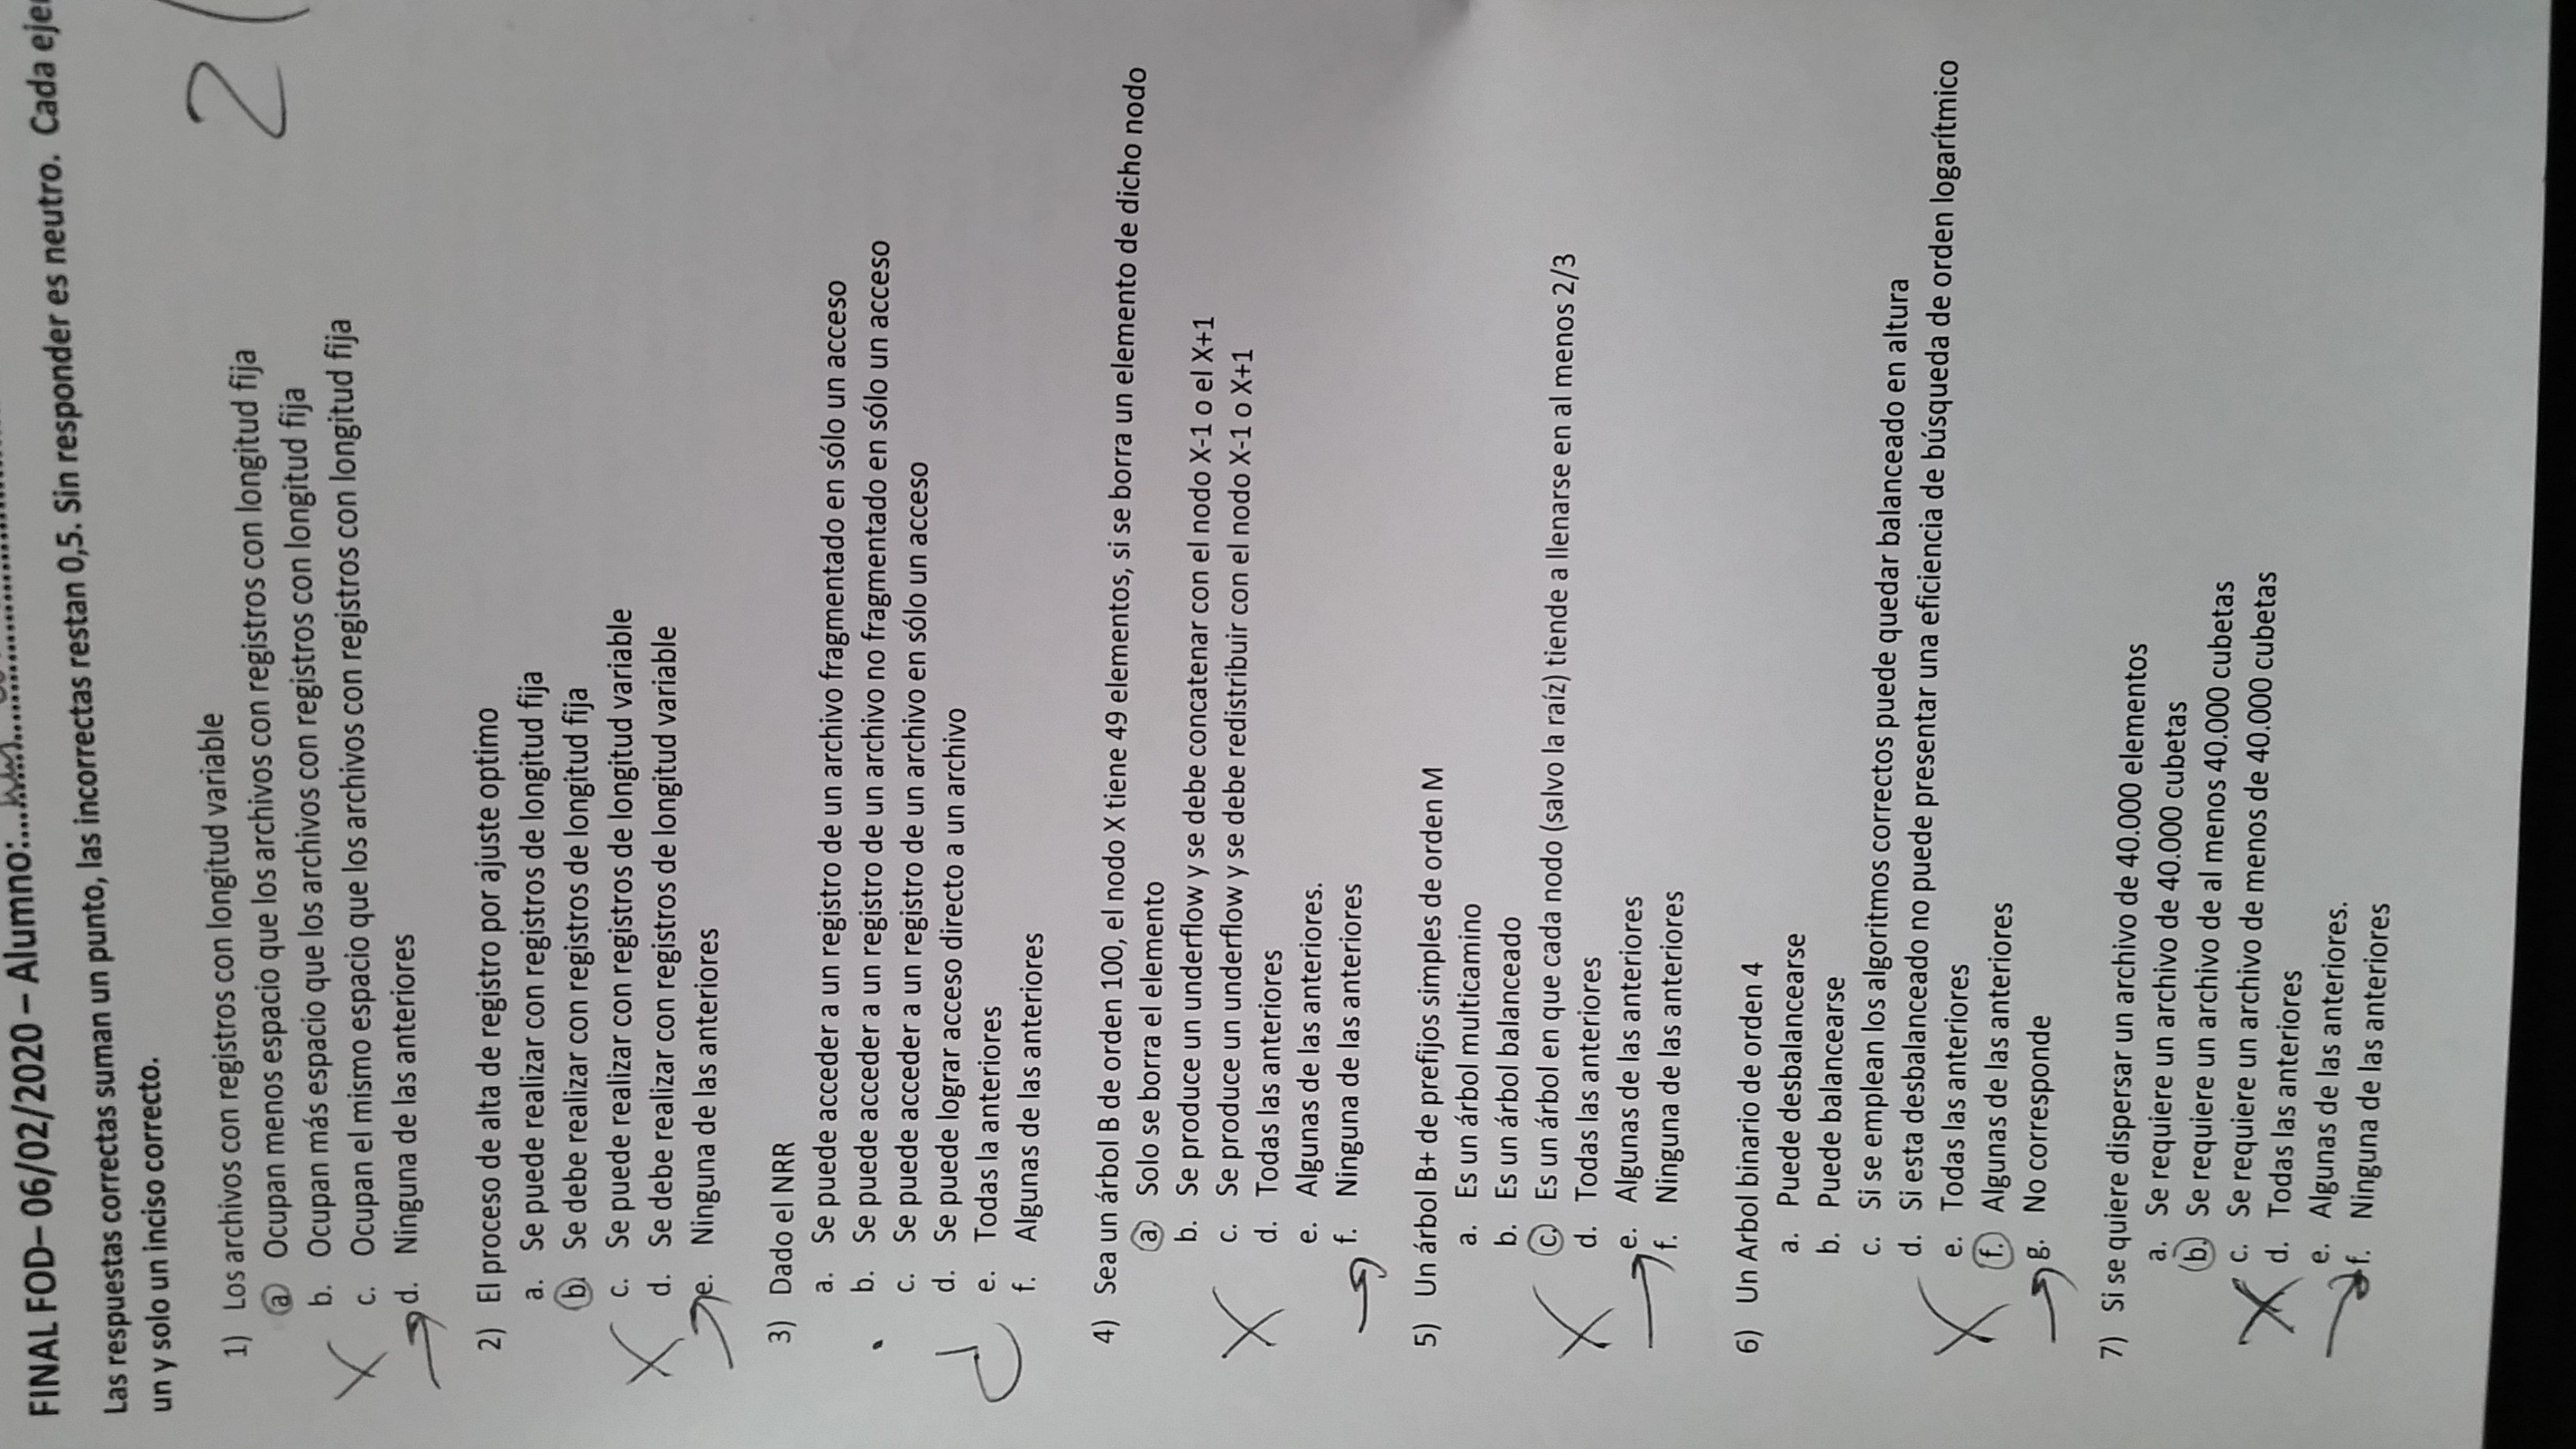 FINAL FOD– 06/02/2020 – Alumno:....
Las respuestas correctas suman un punto, las incorrectas restan 0,5. Sin responder es neutro. Cada
un y solo un inciso correcto.
2
1) Los archivos con registros con longitud variable
a Ocupan menos espacio que los archivos con registros con longitud fija
b. Ocupan más espacio que los archivos con registros con longitud fija
c. Ocupan el mismo espacio que los archivos con registros con longitud fija
d. Ninguna de las anteriores
2) El proceso de alta de registro por ajuste optimo
a. Se puede realizar con registros de longitud fija
b. Se debe realizar con registros de longitud fija
c. Se puede realizar con registros de longitud variable
d. Se debe realizar con registros de longitud variable
e. Ninguna de las anteriores
3) Dado el NRR
a. Se puede acceder a un registro de un archivo fragmentado en sólo un acceso
b. Se puede acceder a un registro de un archivo no fragmentado en sólo un acceso
c. Se puede acceder a un registro de un archivo en sólo un acceso
d. Se puede lograr acceso directo a un archivo
e. Todas la anteriores
f. Algunas de las anteriores
4) Sea un árbol B de orden 100, el nodo X tiene 49 elementos, si se borra un elemento de dicho nodo
a. Solo se borra el elemento
b. Se produce un underflow y se debe concatenar con el nodo X-1 o el X+1
c. Se produce un underflow y se debe redistribuir con el nodo X-1 o X+1
d. Todas las anteriores
e. Algunas de las anteriores.
f. Ninguna de las anteriores
5) Un árbol B+ de prefijos simples de orden M
a. Es un árbol multicamino
b. Es un árbol balanceado
c. Es un árbol en que cada nodo (salvo la raíz) tiende a llenarse en al menos 2/3
d. Todas las anteriores
e. Algunas de las anteriores
f. Ninguna de las anteriores
6) Un Arbol binario de orden 4
a. Puede desbalancearse
b. Puede balancearse
c. Si se emplean los algoritmos correctos puede quedar balanceado en altura
d. Si esta desbalanceado no puede presentar una eficiencia de búsqueda de orden logarítmico
e. Todas las anteriores
f. Algunas de las anteriores
g. No corresponde
7) Si se quiere dispersar un archivo de 40.000 elementos
a. Se requiere un archivo de 40.000 cubetas
b. Se requiere un archivo de al menos 40.000 cubetas
c. Se requiere un archivo de menos de 40.000 cubetas
d. Todas las anteriores
e. Algunas de las anteriores.
f. Ninguna de las anteriores